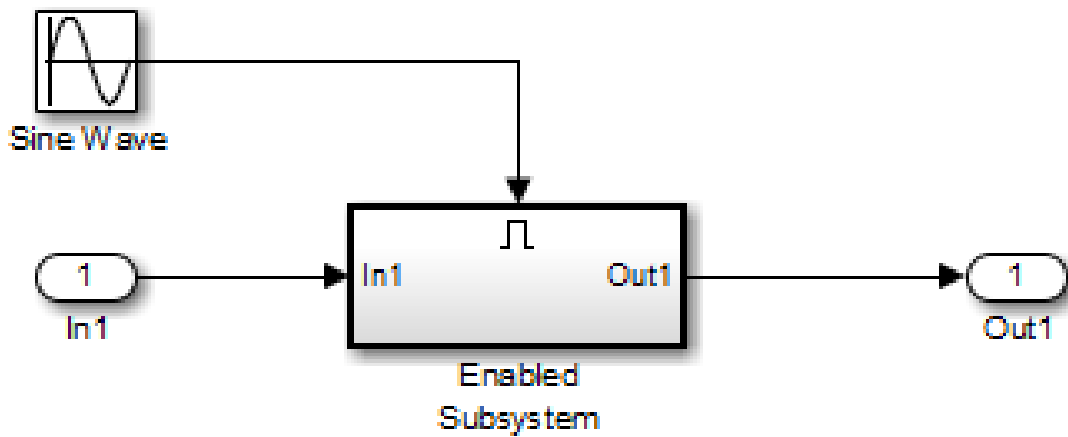 Sine Wave
1
In1
In1
Out1
Enabled
Subsystem
1
Out1